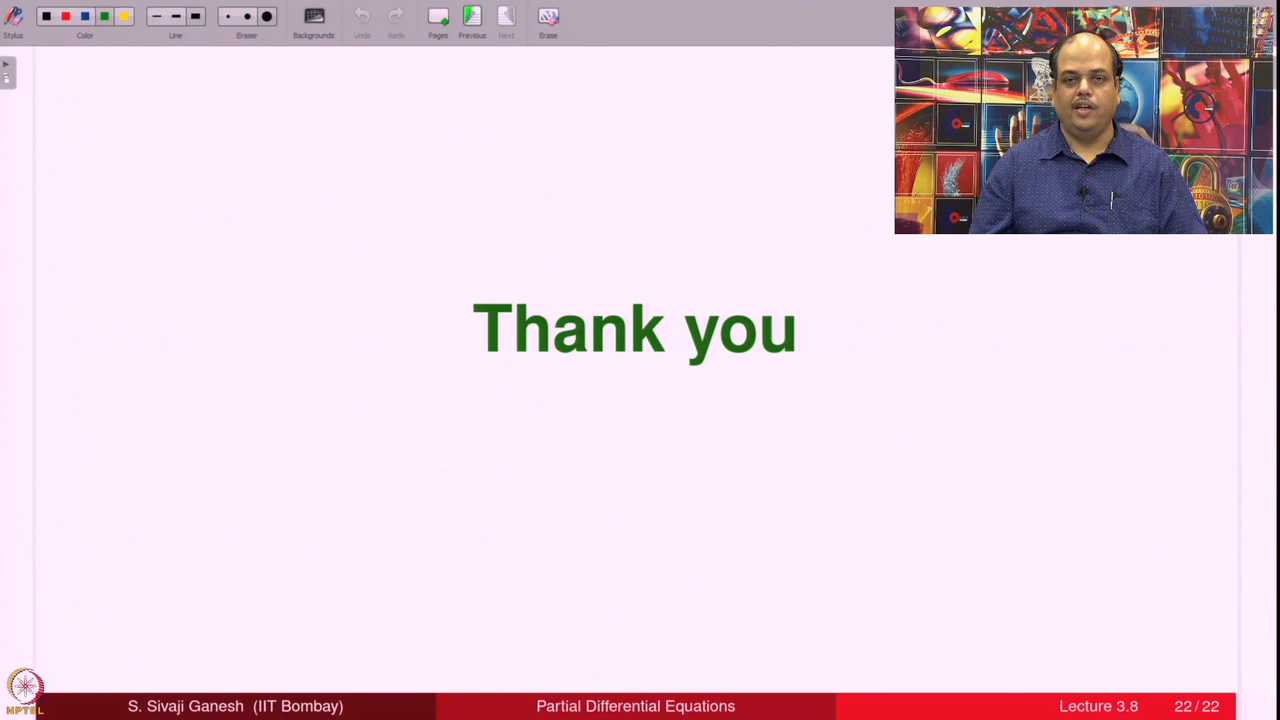 Stylus
Color
Line
Eraser
Backgrounds
Undo
Redo
Pages
Previous
Next
Erase
Thank you
NPTEL
S. Sivaji Ganesh (IIT Bombay)
Partial Differential Equations
Lecture 3.8
22/22